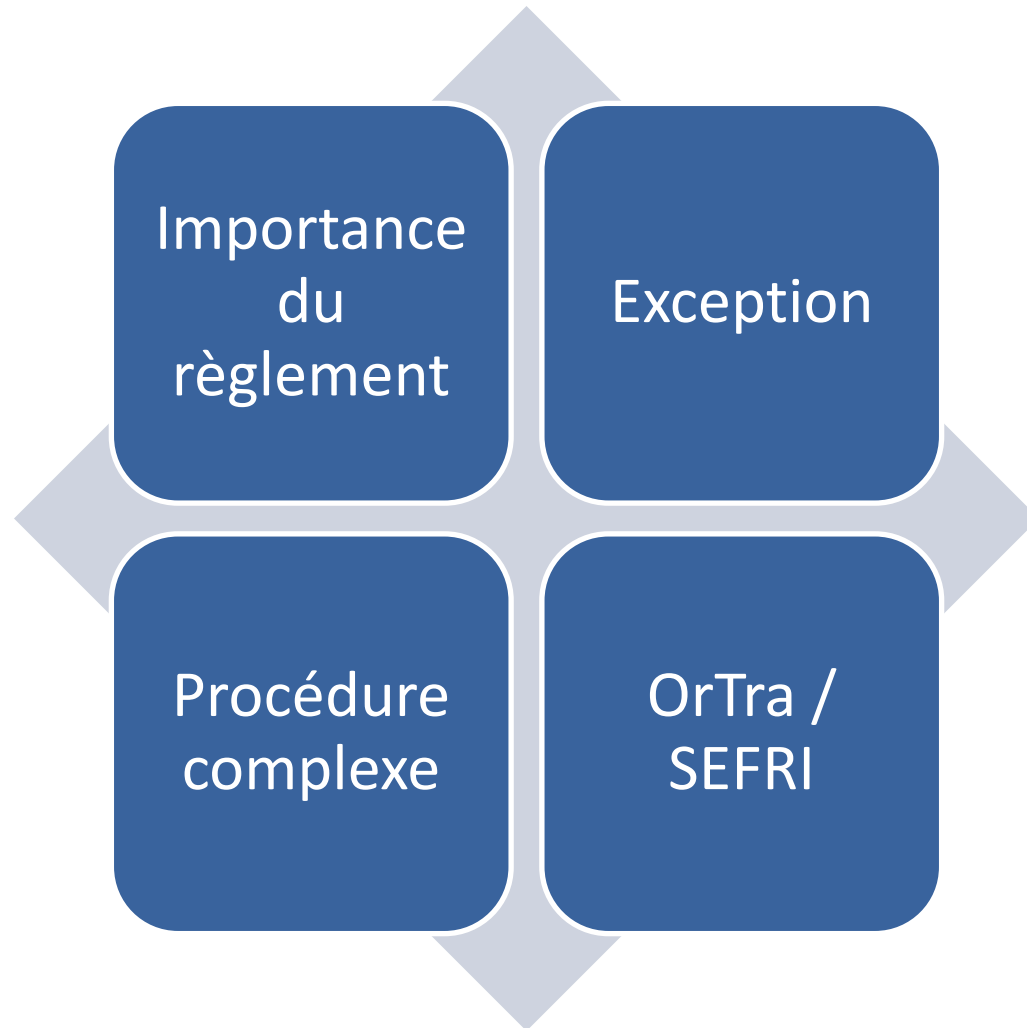 Importance
du
règlement
Exception
Procédure
complexe
OrTra /
SEFRI